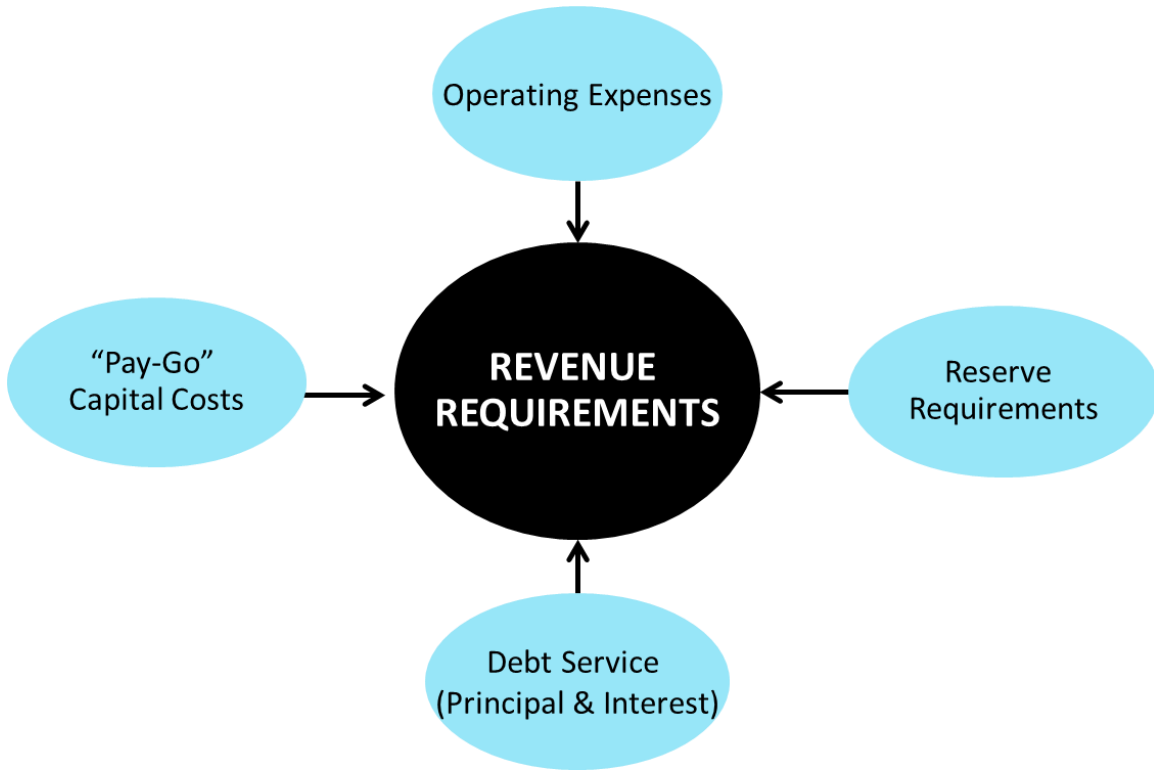 Operating Expenses
“Pay-Go”
Capital Costs
REVENUE
REQUIREMENTS
Reserve
Requirements
Debt Service
(Principal & Interest)